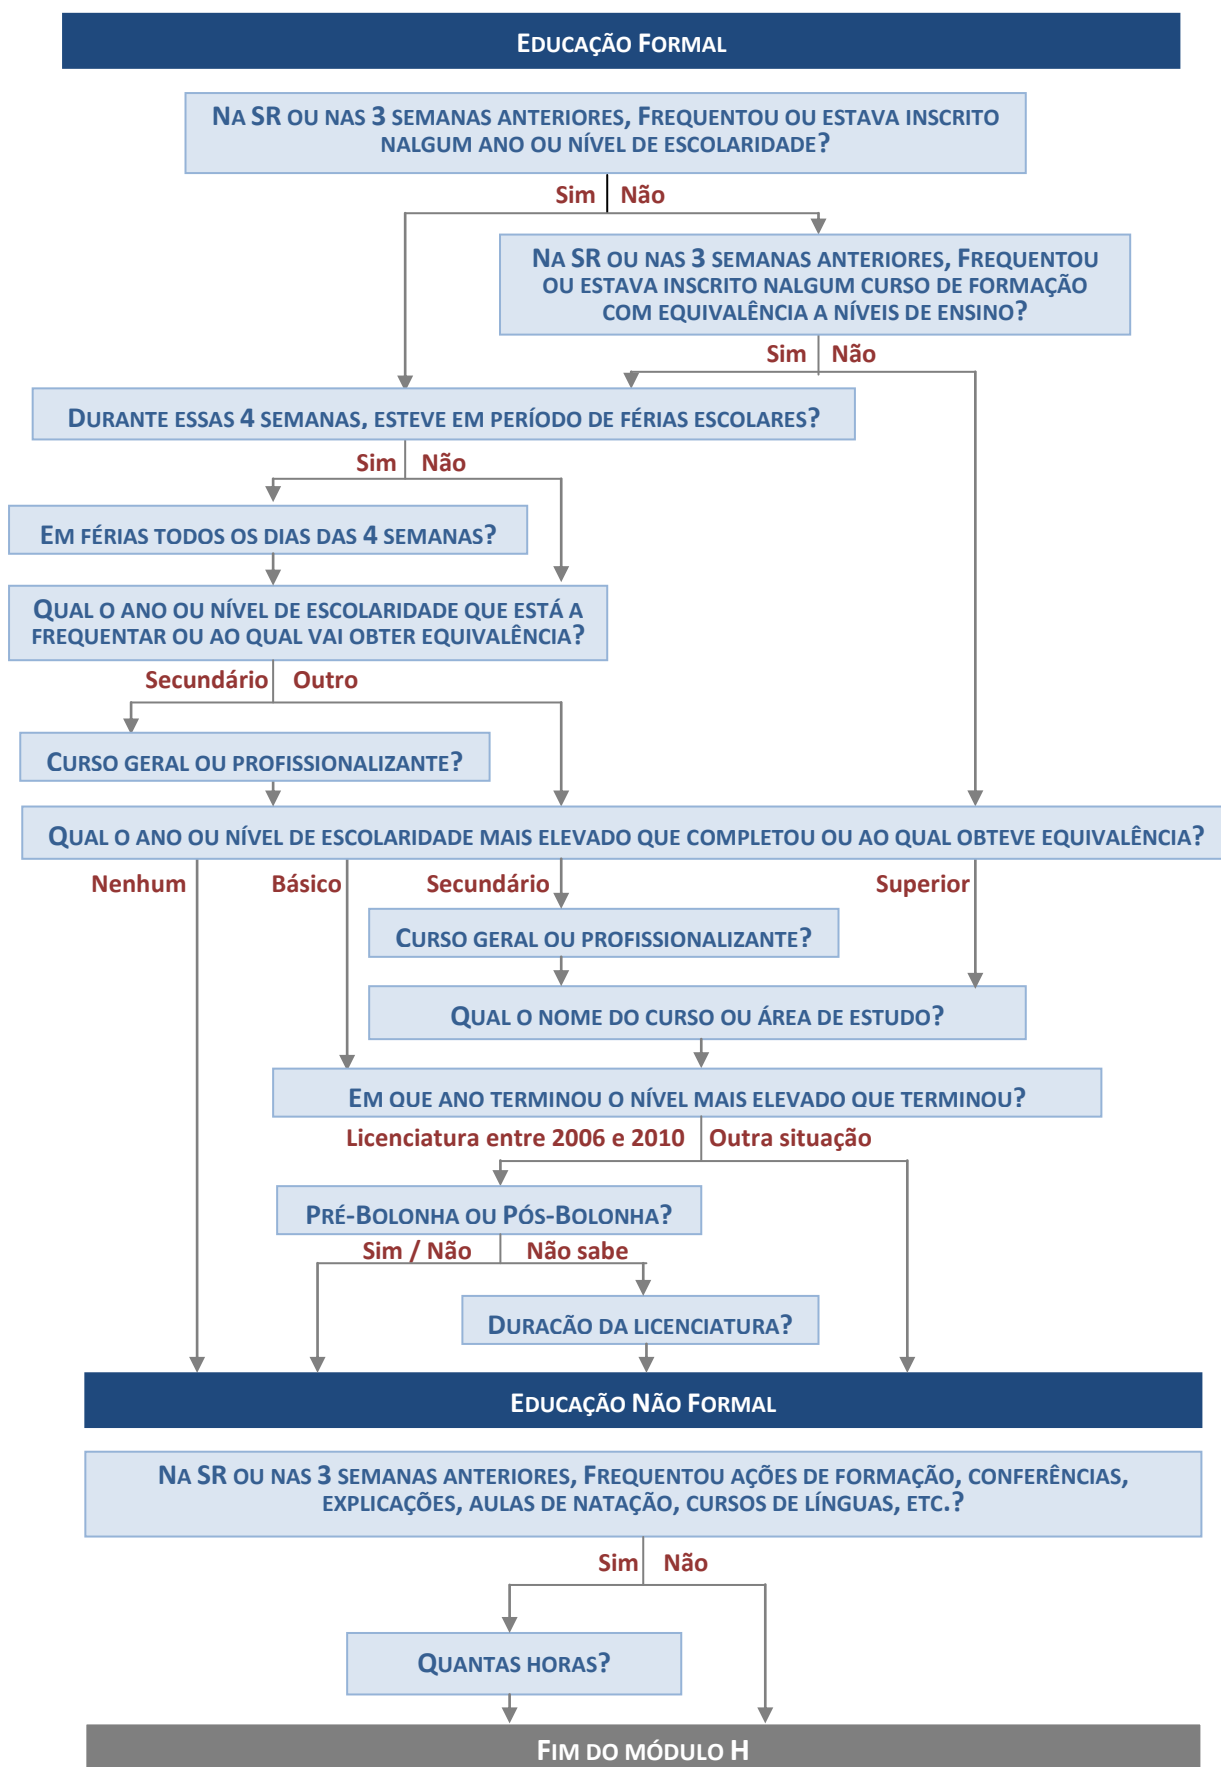 EDUCAÇÃO FORMAL
NA SR OU NAS 3 SEMANAS ANTERIORES, FREQUENTOU OU ESTAVA INSCRITO
NALGUM ANO OU NÍVEL DE ESCOLARIDADE?
Sim Não
NA SR OU NAS 3 SEMANAS ANTERIORES, FREQUENTOU
OU ESTAVA INSCRITO NALGUM CURSO DE FORMAÇÃO
COM EQUIVALÊNCIA A NÍVEIS DE ENSINO?
Sim Não
DURANTE ESSAS 4 SEMANAS, ESTEVE EM PERÍODO DE FÉRIAS ESCOLARES?
Sim Não
EM FÉRIAS TODOS OS DIAS DAS 4 SEMANAS?
QUAL O ANO OU NÍVEL DE ESCOLARIDADE QUE ESTÁ A
FREQUENTAR OU AO QUAL VAI OBTER EQUIVALÊNCIA?
Secundário Outro
CURSO GERAL OU PROFISSIONALIZANTE?
QUAL O ANO OU NÍVEL DE ESCOLARIDADE MAIS ELEVADO QUE COMPLETOU OU AO QUAL OBTEVE EQUIVALÊNCIA?
Nenhum Básico Secundário Superior
CURSO GERAL OU PROFISSIONALIZANTE?
QUAL O NOME DO CURSO OU ÁREA DE ESTUDO?
EM QUE ANO TERMINOU O NÍVEL MAIS ELEVADO QUE TERMINOU?
Licenciatura entre 2006 e 2010 Outra situação
PRÉ-BOLONHA OU PÓS-BOLONHA?
Sim / Não Não sabe
DURACÃO DA LICENCIATURA?
EDUCAÇÃO NÃO FORMAL
NA SR OU NAS 3 SEMANAS ANTERIORES, FREQUENTOU AÇÕES DE FORMAÇÃO, CONFERÊNCIAS,
EXPLICAÇÕES, AULAS DE NATAÇÃO, CURSOS DE LÍNGUAS, ETC.?
Sim Não
QUANTAS HORAS?
FIM DO MÓDULO H